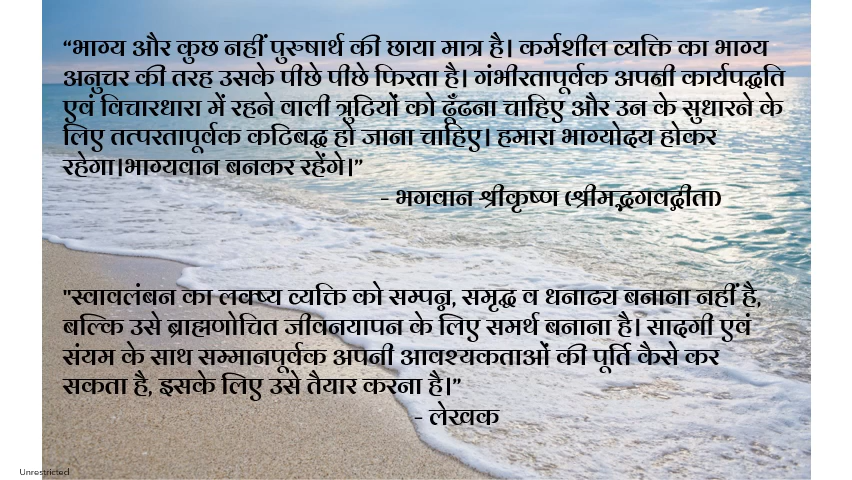 “भाग्य और कुछ नहीं पुरुषार्थ की छाया मात्र है। कर्मशील व्यक्ति का भाग्य
अनुचर की तरह उसके पीछे पीछे फिरता है। गंभीरतापूर्वक अपनी कार्यपद्धति
एवं विचारधारा में रहने वाली त्रुटियों को ढूँढना चाहिए और उन के सुधारने के
लिए तत्परतापूर्वक कटिबद्ध हो जाना चाहिए। हमारा भाग्योदय होकर
रहेगा।भाग्यवान बनकर रहेंगे।”
- भगवान श्रीकृष्ण (श्रीमद्भगवद्गीता)
"स्वावलंबन का लक्ष्य व्यक्ति को सम्पन्न, समृद्ध व धनाढ्य बनाना नहीं है,
बल्कि उसे ब्राह्मणोचित जीवनयापन के लिए समर्थ बनाना है। सादगी एवं
संयम के साथ सम्मानपूर्वक अपनी आवश्यकताओं की पूर्ति कैसे कर
सकता है, इसके लिए उसे तैयार करना है।”
- लेखक
Unrestricted